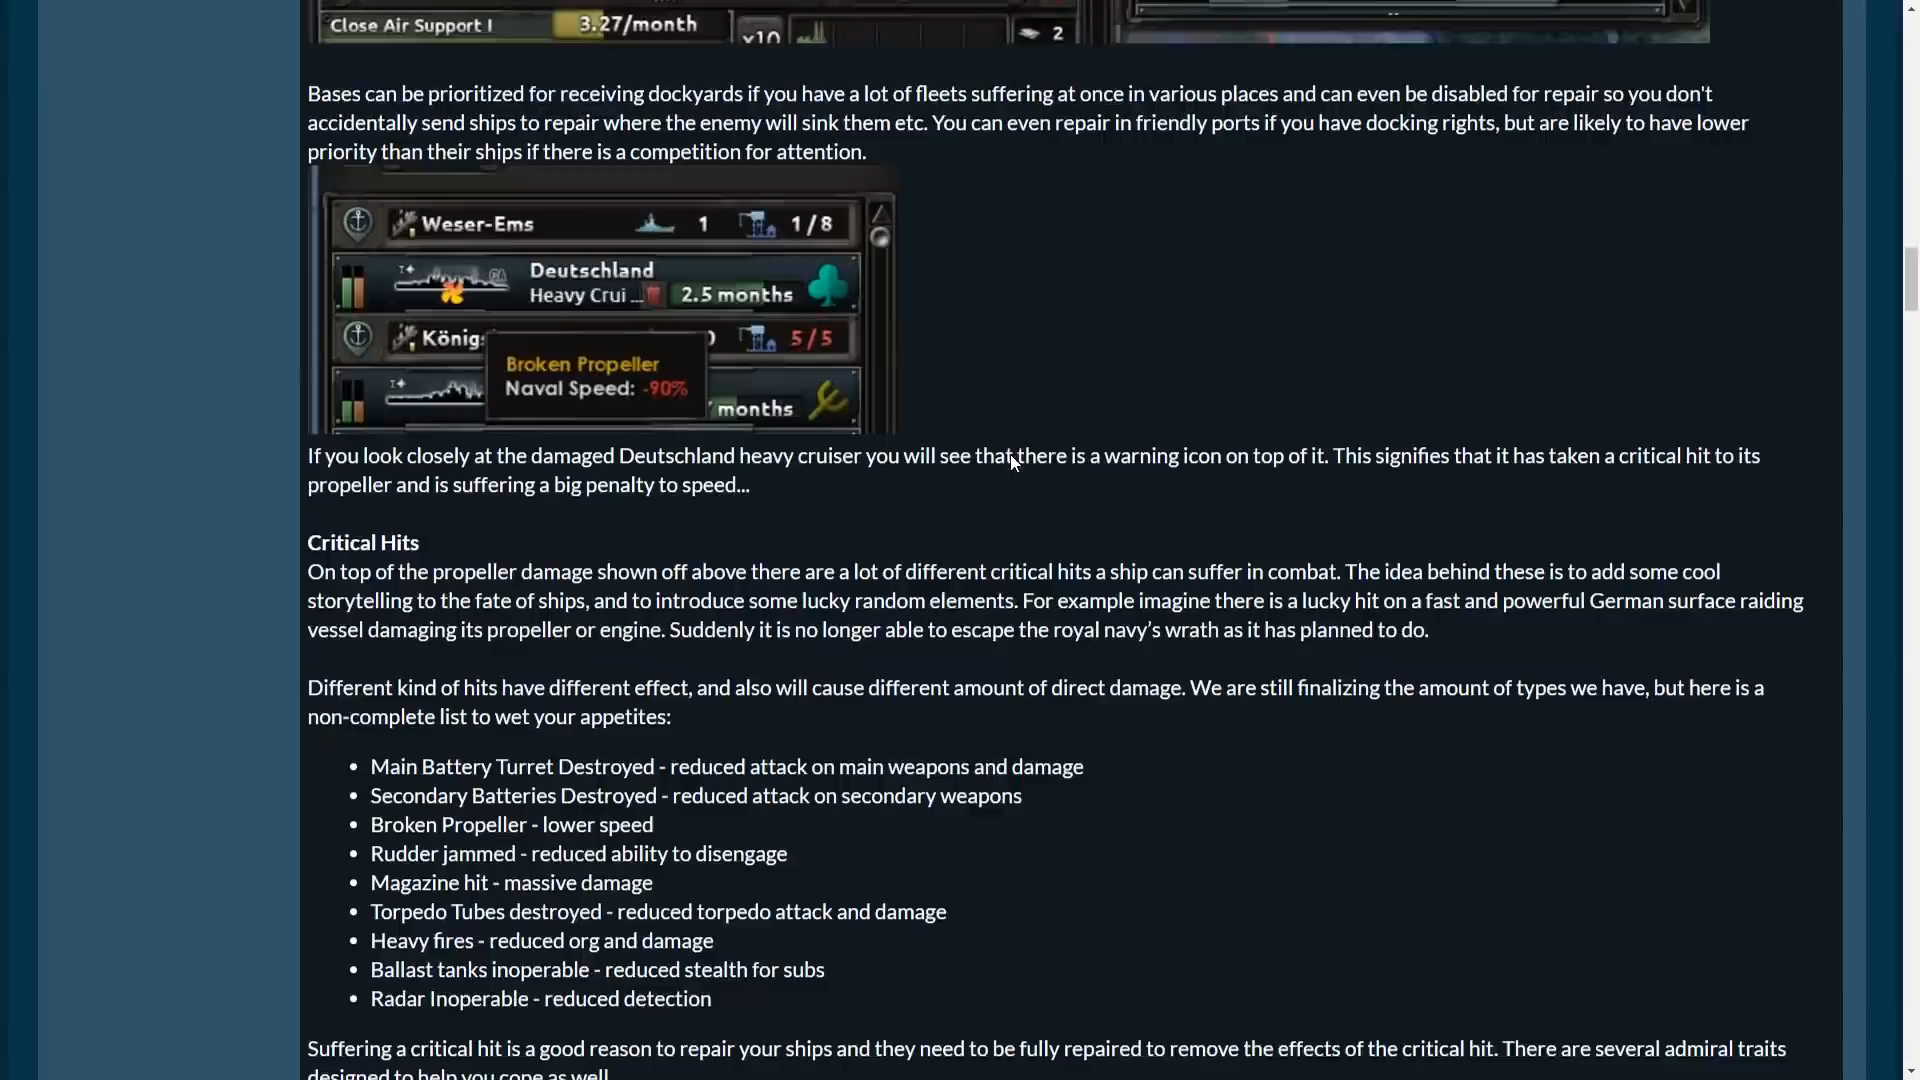 Close Air Support I 3.27/month x10 2
Bases can be prioritized for receiving dockyards if you have a lot of fleets suffering at once in various places and can even be disabled for repair so you don't
accidentally send ships to repair where the enemy will sink them etc. You can even repair in friendly ports if you have docking rights, but are likely to have lower
priority than their ships if there is a competition for attention.
Weser-Ems 1 1/8
Deutschland
Heavy Crui ... 2.5 months
König 5/5
Broken Propeller
Naval Speed: -90%
months
If you look closely at the damaged Deutschland heavy cruiser you will see that there is a warning icon on top of it. This signifies that it has taken a critical hit to its
propeller and is suffering a big penalty to speed...
Critical Hits
On top of the propeller damage shown off above there are a lot of different critical hits a ship can suffer in combat. The idea behind these is to add some cool
storytelling to the fate of ships, and to introduce some lucky random elements. For example imagine there is a lucky hit on a fast and powerful German surface raiding
vessel damaging its propeller or engine. Suddenly it is no longer able to escape the royal navy’s wrath as it has planned to do.
Different kind of hits have different effect, and also will cause different amount of direct damage. We are still finalizing the amount of types we have, but here is a
non-complete list to wet your appetites:
• Main Battery Turret Destroyed - reduced attack on main weapons and damage
• Secondary Batteries Destroyed - reduced attack on secondary weapons
• Broken Propeller - lower speed
• Rudder jammed - reduced ability to disengage
• Magazine hit - massive damage
• Torpedo Tubes destroyed - reduced torpedo attack and damage
• Heavy fires - reduced org and damage
• Ballast tanks inoperable - reduced stealth for subs
• Radar Inoperable - reduced detection
Suffering a critical hit is a good reason to repair your ships and they need to be fully repaired to remove the effects of the critical hit. There are several admiral traits
designed to help you cope as well